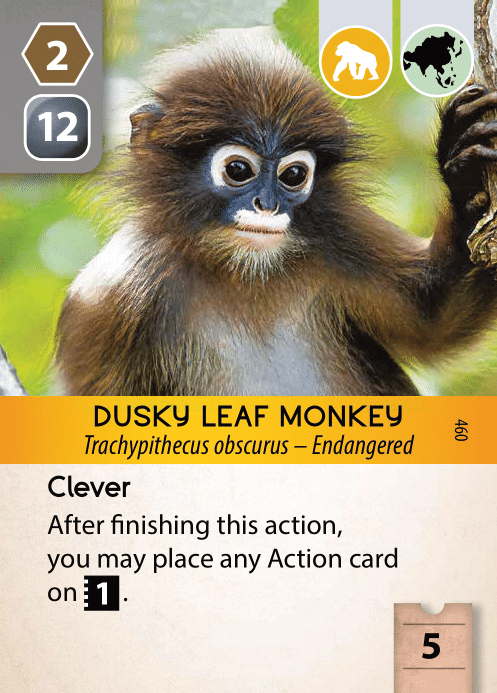 2
12
DUSKY LEAF MONKEY
Trachypithecus obscurus – Endangered
460
Clever
After finishing this action,
you may place any Action card
on 1.
5